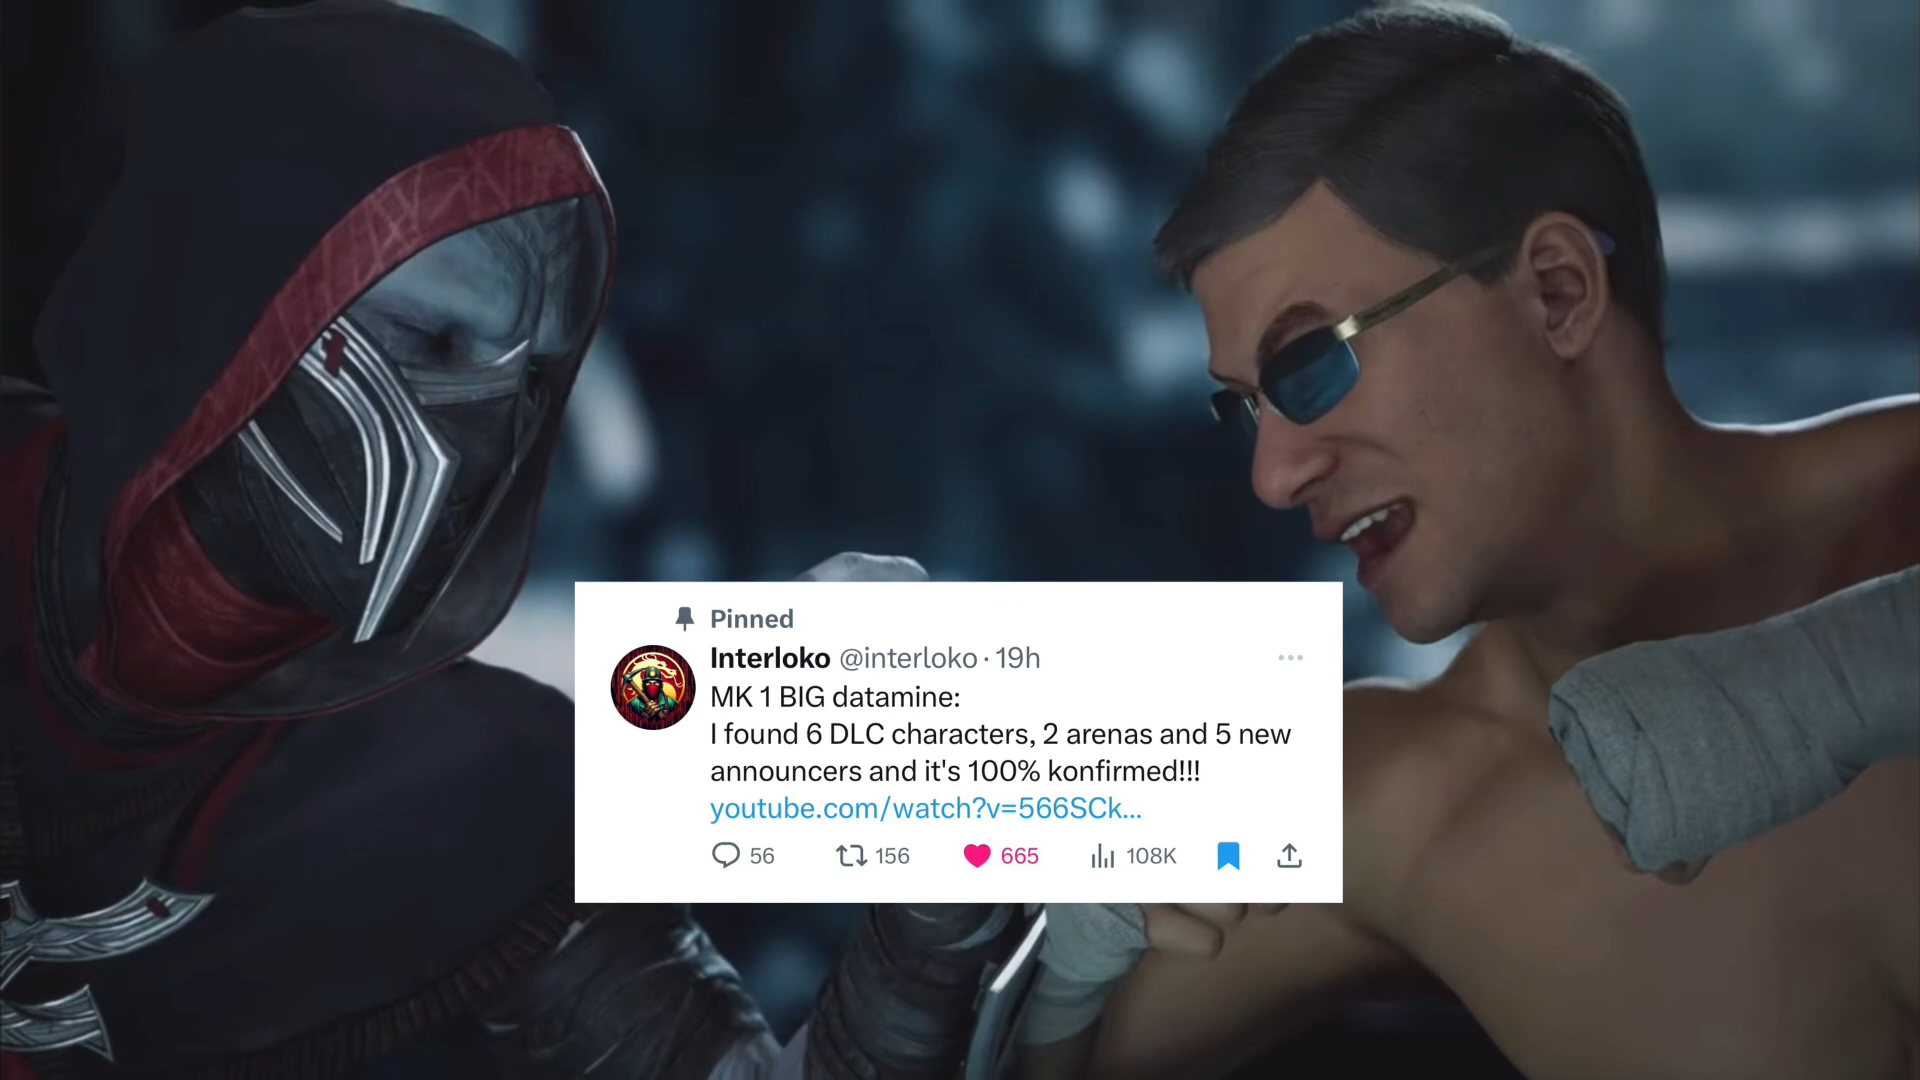 Pinned
Interloko @interloko · 19h
MK 1 BIG datamine:
I found 6 DLC characters, 2 arenas and 5 new
announcers and it's 100% konfirmed!!!
youtube.com/watch?v=566SCk...
56 156 665 108K